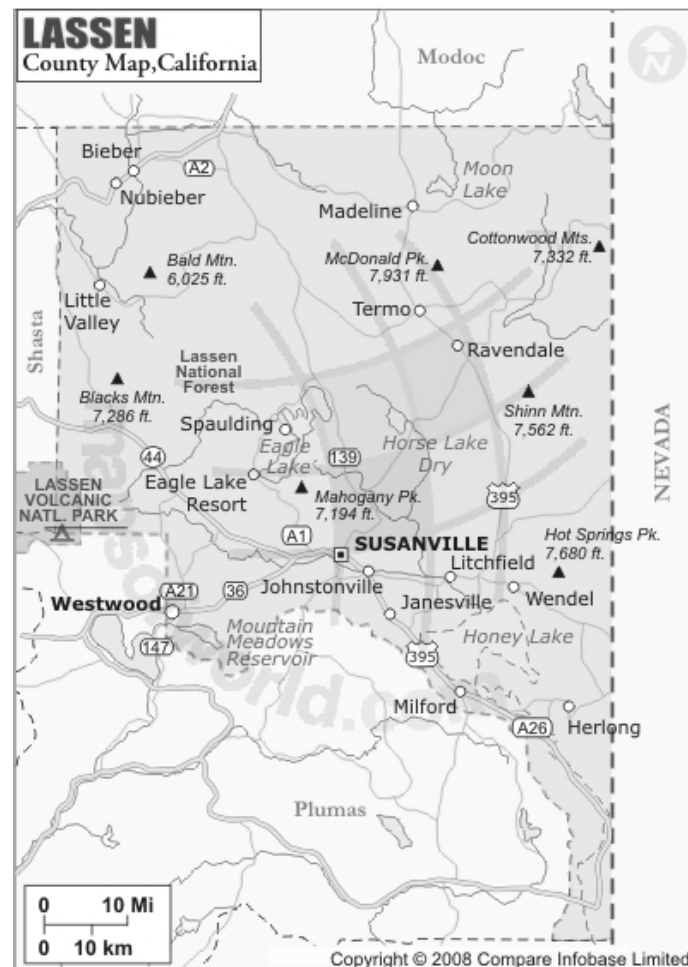 LASSEN
County Map,California
Modoc
N
Bieber
A2
Nubieber
Moon
Lake
Madeline
Cottonwood Mts.
7,332 ft.
Bald Mtn.
6,025 ft.
McDonald Pk.
7,931 ft.
Little
Valley
Termo
Ravendale
Shasta
Lassen
National
Forest
Blacks Mtn.
7,286 ft.
Shinn Mtn.
7,562 ft.
NEVADA
Spaulding
Eagle
Lake
Horse Lake
Dry
139
44
Eagle Lake
Resort
395
LASSEN
VOLCANIC
NATL. PARK
Mahogany Pk.
7,194 ft.
A1
SUSANVILLE
Hot Springs Pk.
7,680 ft.
Litchfield
A21
36
Johnstonville
Westwood
Janesville
Wendel
Mountain
Meadows
Reservoir
147
Honey Lake
395
Milford
A26
Herlong
Plumas
0 10 Mi
0 10 km
Copyright © 2008 Compare Infobase Limited